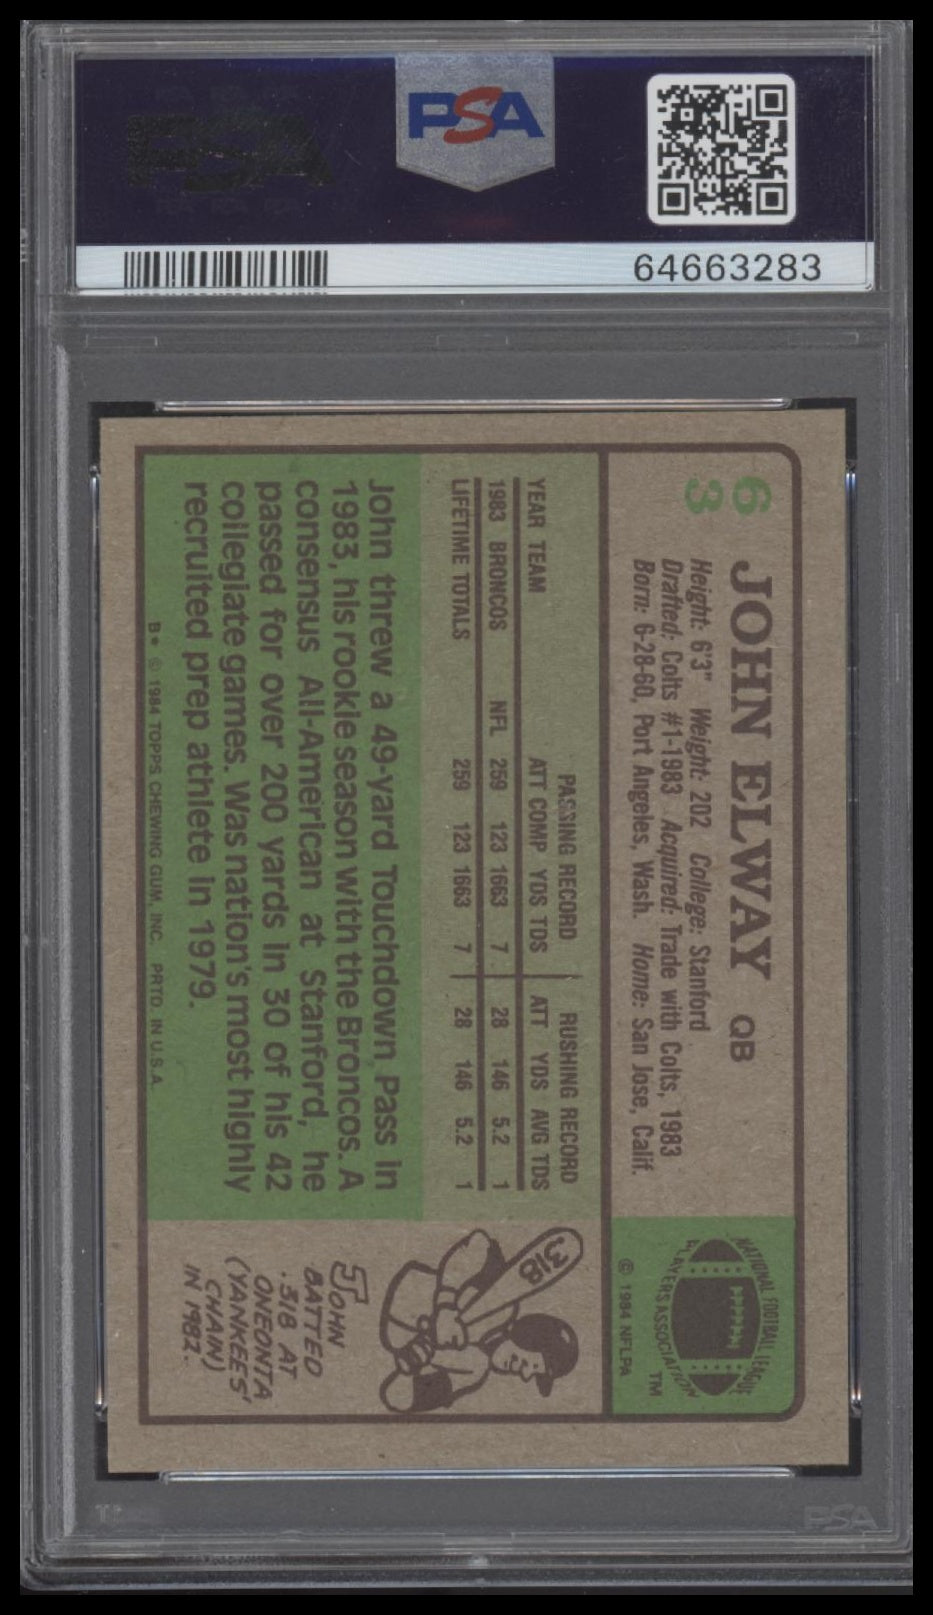 PSA
PSA
64663283
63
JOHN ELWAY QB
Height: 6'3" Weight: 202 College: Stanford
Drafted: Colts #1-1983 Acquired: Trade with Colts, 1983
Born: 6-28-60, Port Angeles, Wash. Home: San Jose, Calif.
NATIONAL FOOTBALL LEAGUE
PLAYERS ASSOCIATION
TM
© 1984 NFLPA
PASSING RECORD RUSHING RECORD
YEAR TEAM ATT COMP YDS TDS ATT YDS AVG TDS
1983 BRONCOS NFL 259 123 1663 7 28 146 5.2 1
LIFETIME TOTALS 259 123 1663 7 28 146 5.2 1
John threw a 49-yard Touchdown Pass in
1983, his rookie season with the Broncos. A
consensus All-American at Stanford, he
passed for over 200 yards in 30 of his 42
collegiate games. Was nation's most highly
recruited prep athlete in 1979.
318
JOHN
BATTED
.318 AT
ONEONTA
(YANKEES'
CHAIN)
IN 1982.
B* © 1984 TOPPS CHEWING GUM, INC. PRTD. IN U.S.A.
PSA